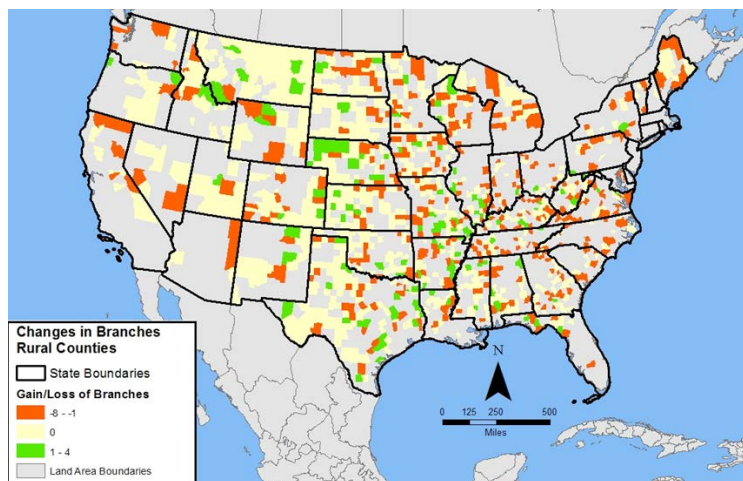 Changes in Branches
Rural Counties
State Boundaries
Gain/Loss of Branches
-8 - -1
0
1 - 4
Land Area Boundaries
N
0 125 250 500
Miles